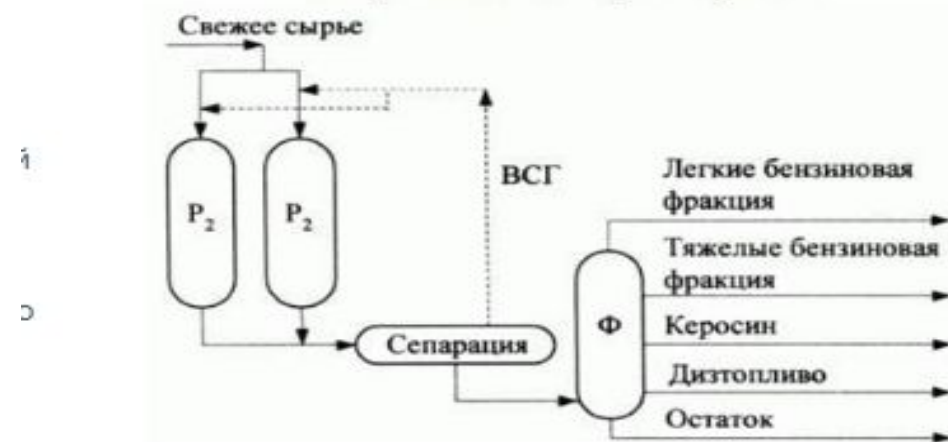 Свежее сырье
й
Р₂
Р₂
ВСГ
Легкие бензиновая
фракция
Тяжелые бензиновая
фракция
Ф
Керосин
Сепарация
Дизтопливо
Остаток
о